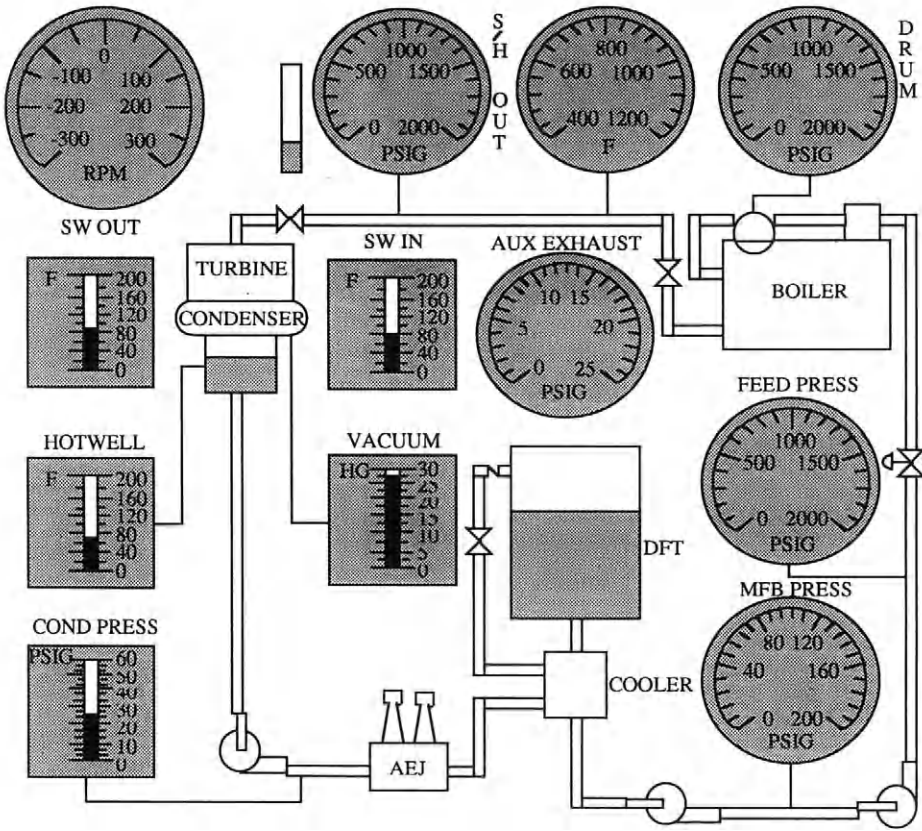 0
-100
100
-200
200
-300
300
RPM
S/H OUT
1000
500
1500
0
2000
PSIG
800
600
1000
400
1200
F
DRUM
1000
500
1500
0
2000
PSIG
SW OUT
F
200
160
120
80
40
0
TURBINE
CONDENSER
SW IN
F
200
160
120
80
40
0
AUX EXHAUST
10
15
5
20
0
25
PSIG
BOILER
HOTWELL
F
200
160
120
80
40
0
VACUUM
HG
30
25
20
15
10
5
0
DFT
FEED PRESS
1000
500
1500
0
2000
PSIG
COND PRESS
PSIG
60
50
40
30
20
10
0
AEJ
COOLER
MFB PRESS
80
120
40
160
0
200
PSIG